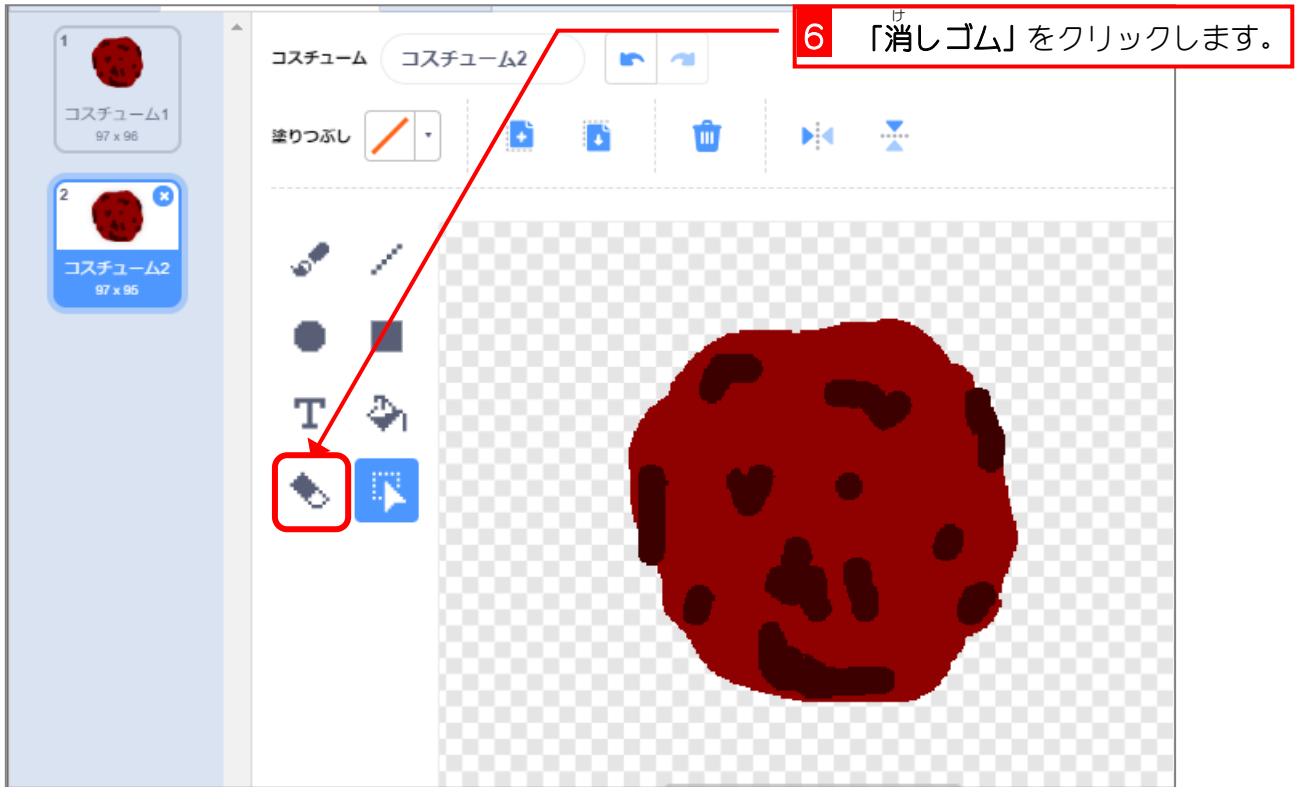 6 「消しゴム」をクリックします。
け
1
コスチューム1
97 x 96
2
コスチューム2
97 x 95
コスチューム コスチューム2
塗りつぶし
T